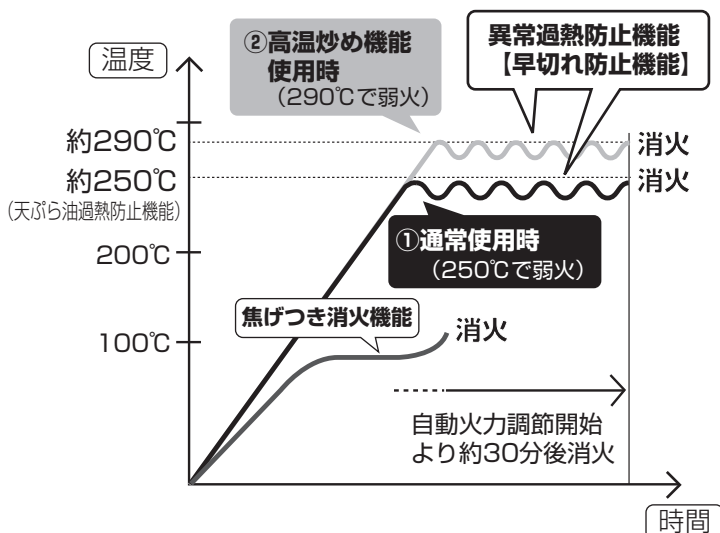 温度
②高温炒め機能
使用時
（290℃で弱火）
異常過熱防止機能
【早切れ防止機能】
約290℃
消火
約250℃
消火
（天ぷら油過熱防止機能）
①通常使用時
（250℃で弱火）
200℃
焦げつき消火機能
消火
100℃
自動火力調節開始
より約30分後消火
時間